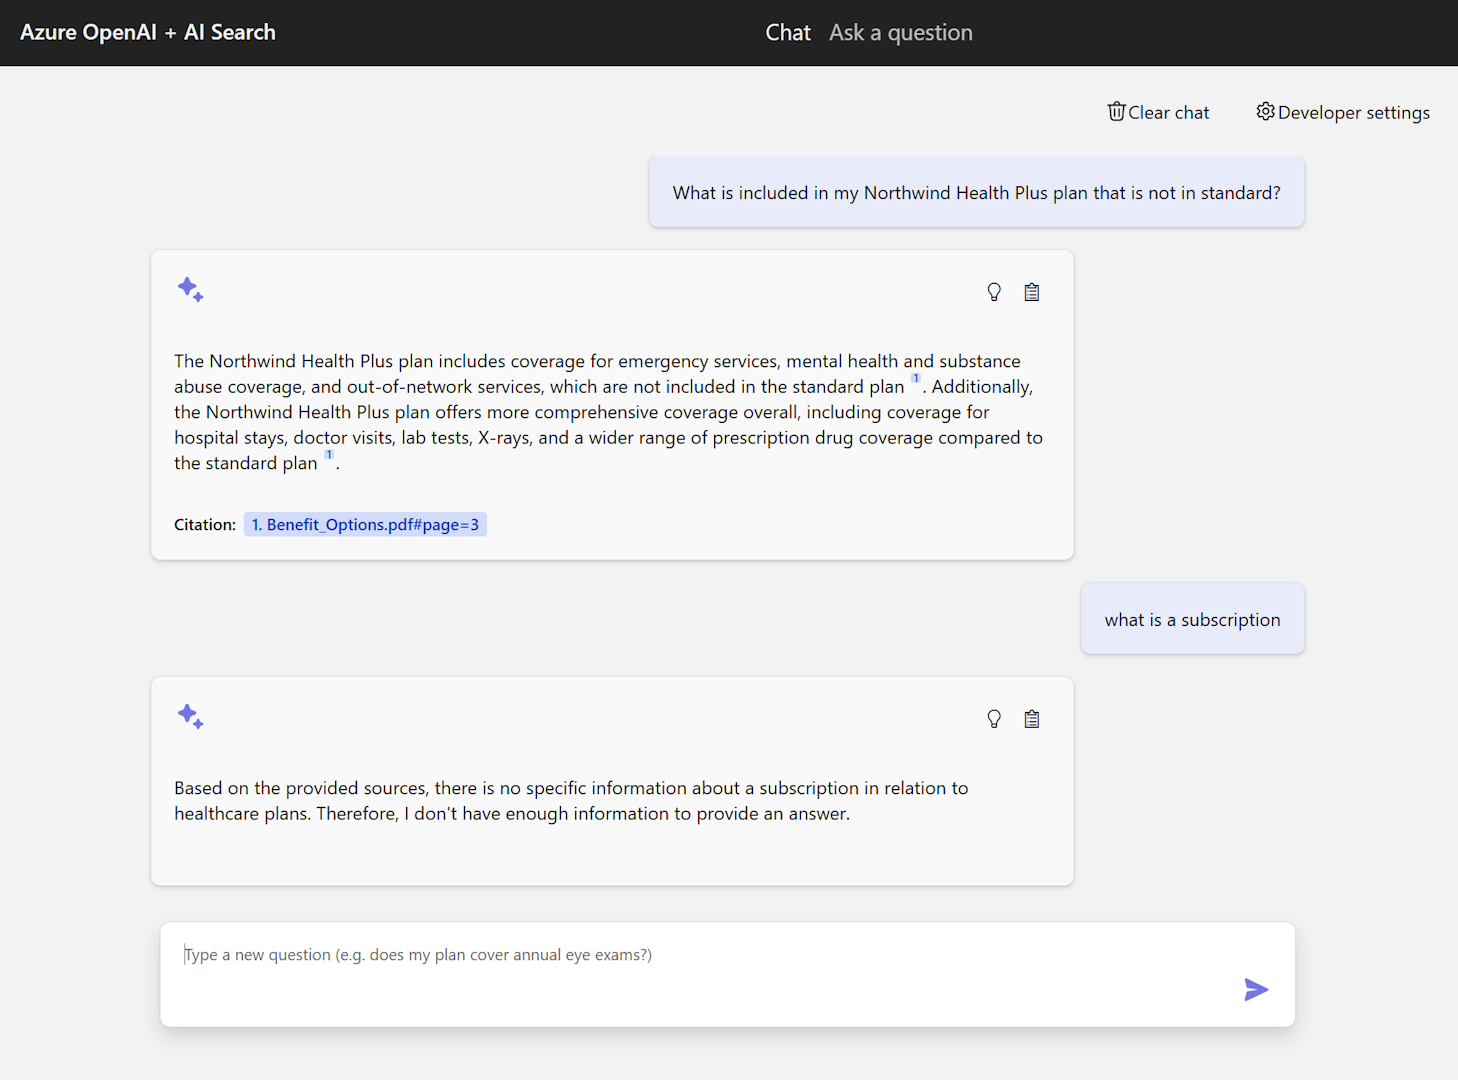 Azure OpenAI + AI Search
Chat Ask a question
Clear chat Developer settings
What is included in my Northwind Health Plus plan that is not in standard?
The Northwind Health Plus plan includes coverage for emergency services, mental health and substance
abuse coverage, and out-of-network services, which are not included in the standard plan 1. Additionally,
the Northwind Health Plus plan offers more comprehensive coverage overall, including coverage for
hospital stays, doctor visits, lab tests, X-rays, and a wider range of prescription drug coverage compared to
the standard plan 1.
Citation: 1. Benefit_Options.pdf#page=3
what is a subscription
Based on the provided sources, there is no specific information about a subscription in relation to
healthcare plans. Therefore, I don't have enough information to provide an answer.
Type a new question (e.g. does my plan cover annual eye exams?)